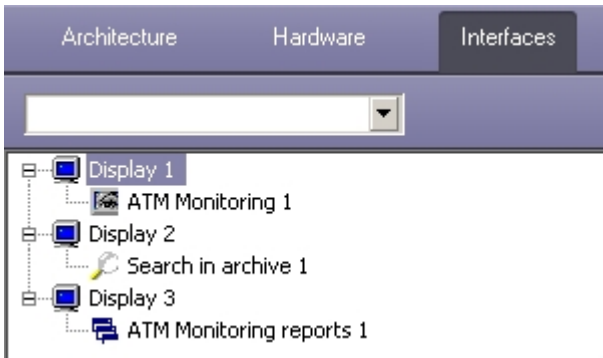 Architecture Hardware Interfaces
Display 1
ATM Monitoring 1
Display 2
Search in archive 1
Display 3
ATM Monitoring reports 1